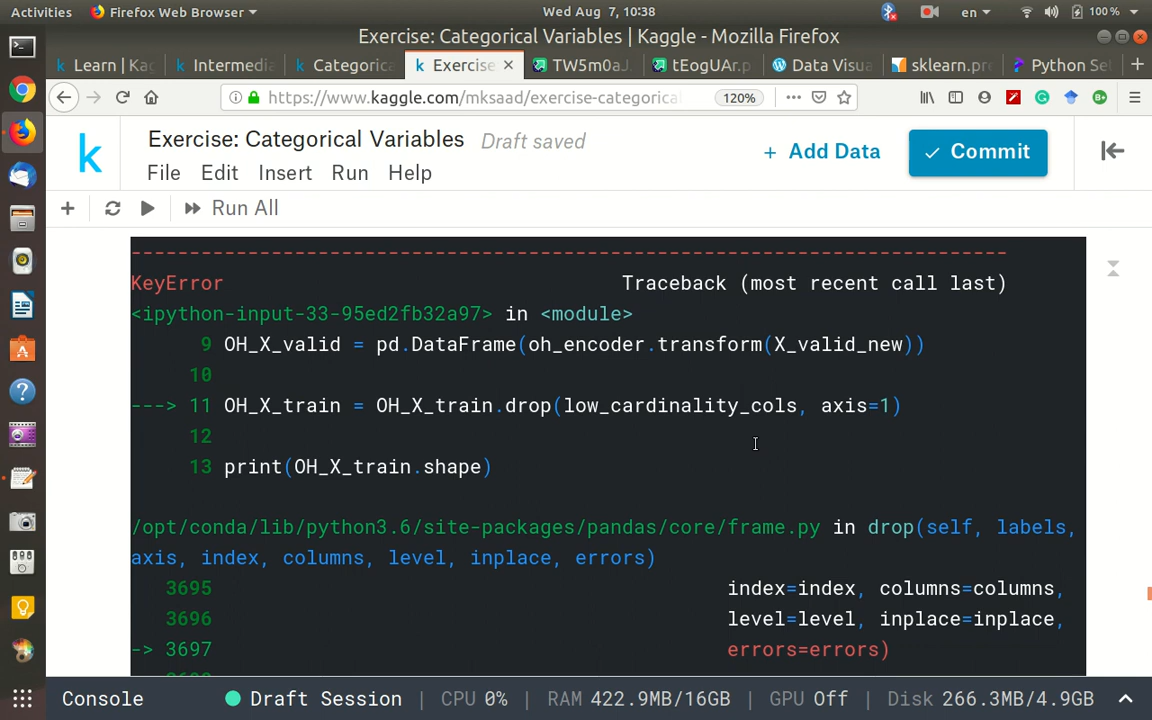 Activities Firefox Web Browser Wed Aug 7, 10:38 en 100 %
Exercise: Categorical Variables | Kaggle - Mozilla Firefox
Learn | Kag Intermedia Categorica Exercise: TW5m0aJ tEogUAr.p Data Visua sklearn.pre Python Set
https://www.kaggle.com/mksaad/exercise-categorica 120%
k Exercise: Categorical Variables Draft saved + Add Data Commit
File Edit Insert Run Help
+ Run All
---------------------------------------------------------------------------
KeyError Traceback (most recent call last)
<ipython-input-33-95ed2fb32a97> in <module>
9 OH_X_valid = pd.DataFrame(oh_encoder.transform(X_valid_new))
10
---> 11 OH_X_train = OH_X_train.drop(low_cardinality_cols, axis=1)
12
13 print(OH_X_train.shape)
/opt/conda/lib/python3.6/site-packages/pandas/core/frame.py in drop(self, labels,
axis, index, columns, level, inplace, errors)
3695 index=index, columns=columns,
3696 level=level, inplace=inplace,
-> 3697 errors=errors)
Console Draft Session | CPU 0% | RAM 422.9MB/16GB | GPU Off | Disk 266.3MB/4.9GB